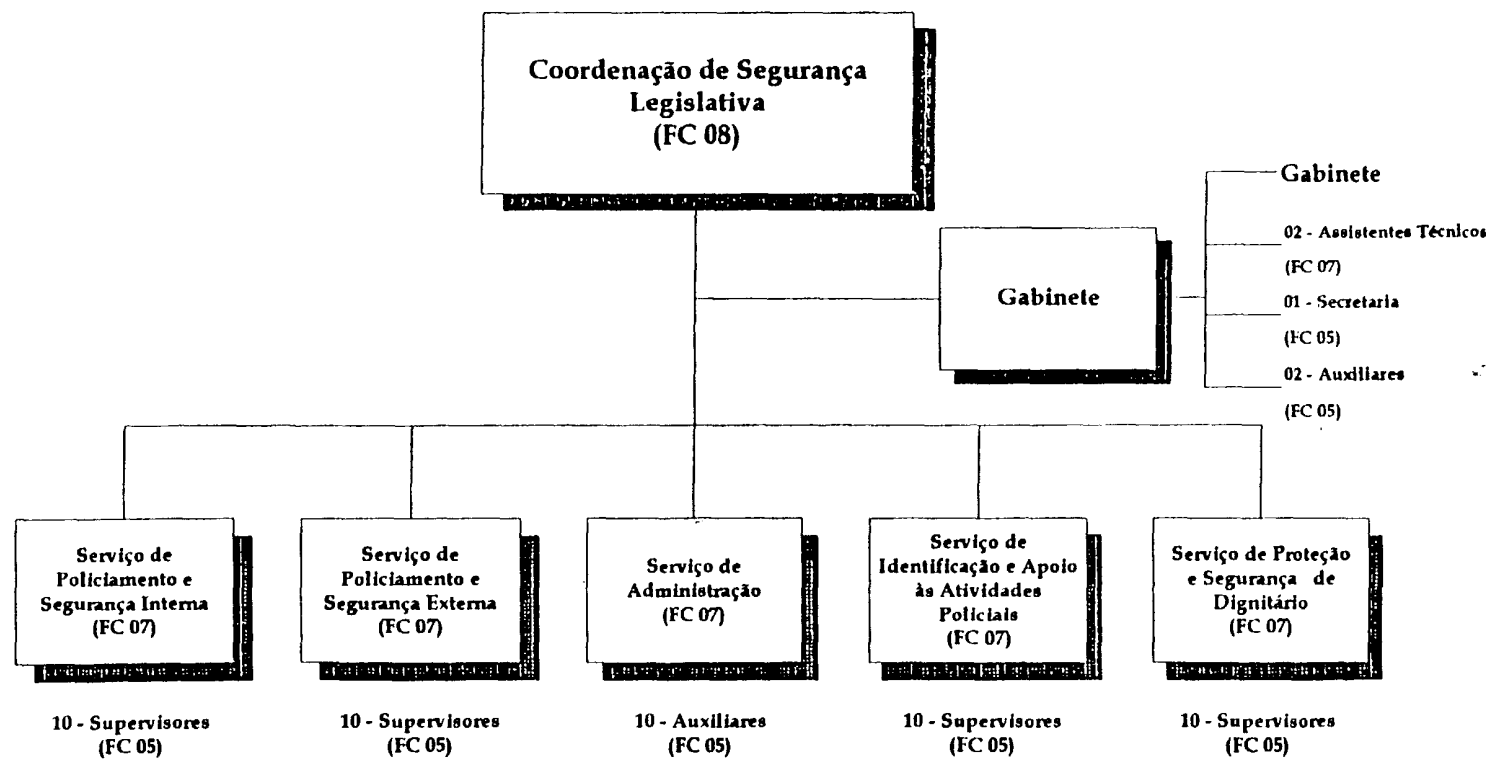 Coordenação de Segurança
Legislativa
(FC 08)
Gabinete
Gabinete
02 - Assistentes Técnicos
(FC 07)
01 - Secretaria
(FC 05)
02 - Auxiliares
(FC 05)
Serviço de
Policiamento e
Segurança Interna
(FC 07)
10 - Supervisores
(FC 05)
Serviço de
Policiamento e
Segurança Externa
(FC 07)
10 - Supervisores
(FC 05)
Serviço de
Administração
(FC 07)
10 - Auxiliares
(FC 05)
Serviço de
Identificação e Apoio
às Atividades
Policiais
(FC 07)
10 - Supervisores
(FC 05)
Serviço de Proteção
e Segurança de
Dignitário
(FC 07)
10 - Supervisores
(FC 05)